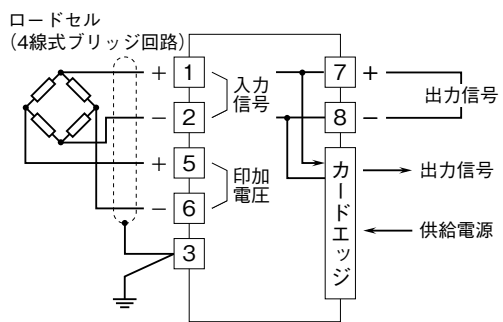 ロードセル
(4線式ブリッジ回路)
+ 1 入力 7 +
信号 出力信号
− 2 8 −
+ 5 印加
電圧
− 6
3
カードエッジ
出力信号
供給電源